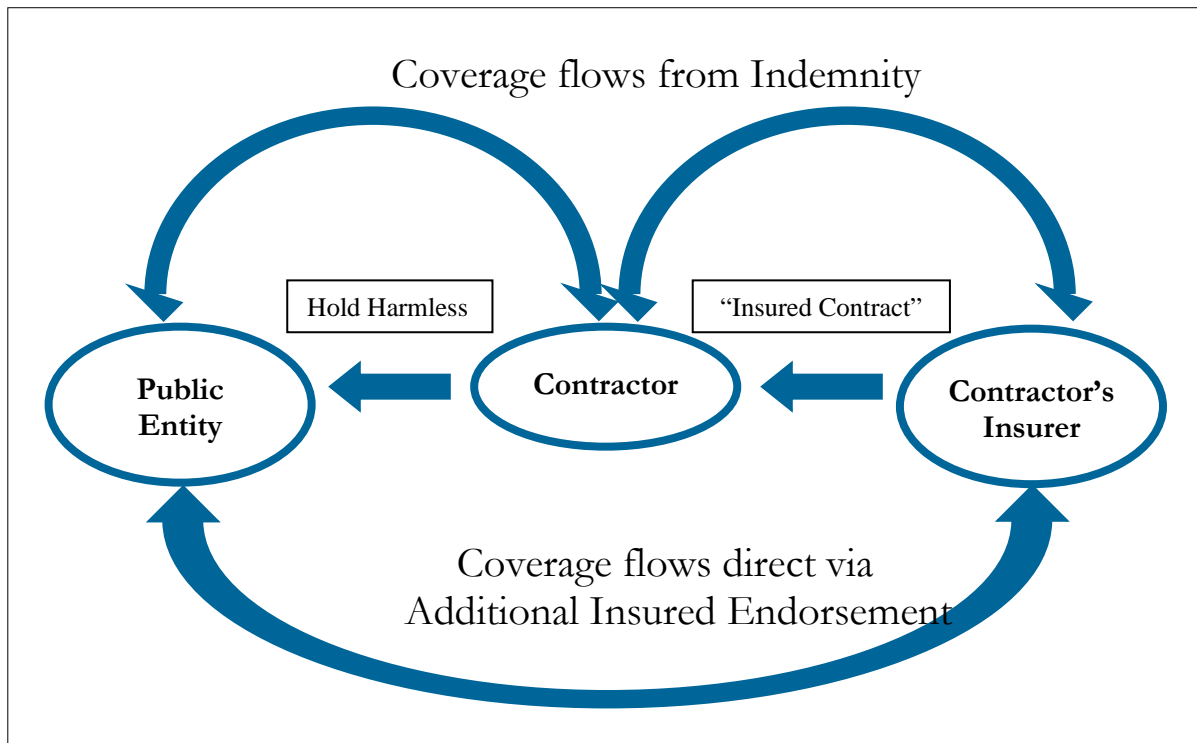 Coverage flows from Indemnity
Hold Harmless
“Insured Contract”
Public
Entity
Contractor
Contractor’s
Insurer
Coverage flows direct via
Additional Insured Endorsement